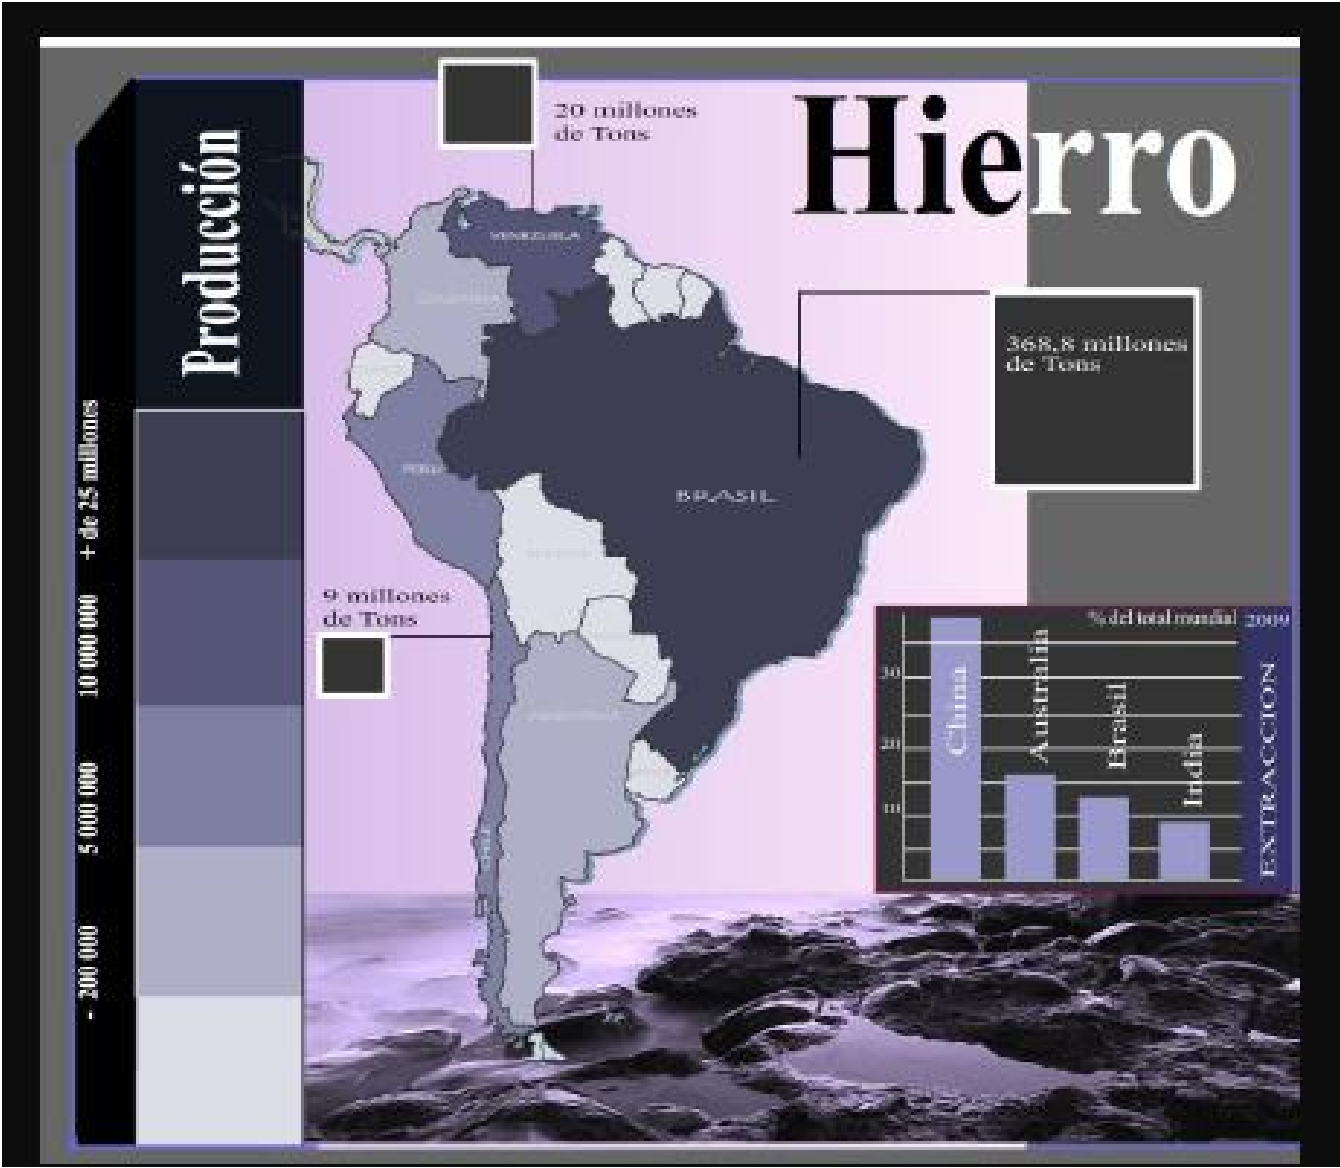 Hierro
20 millones
de Tons
Producción
VENEZUELA
COLOMBIA
368,8 millones
de Tons
+ de 25 millones
BRASIL
10 000 000
9 millones
de Tons
5 000 000
- 200 000
% del total mundial 2009
30
20
10
China
Australia
Brasil
India
EXTRACCION